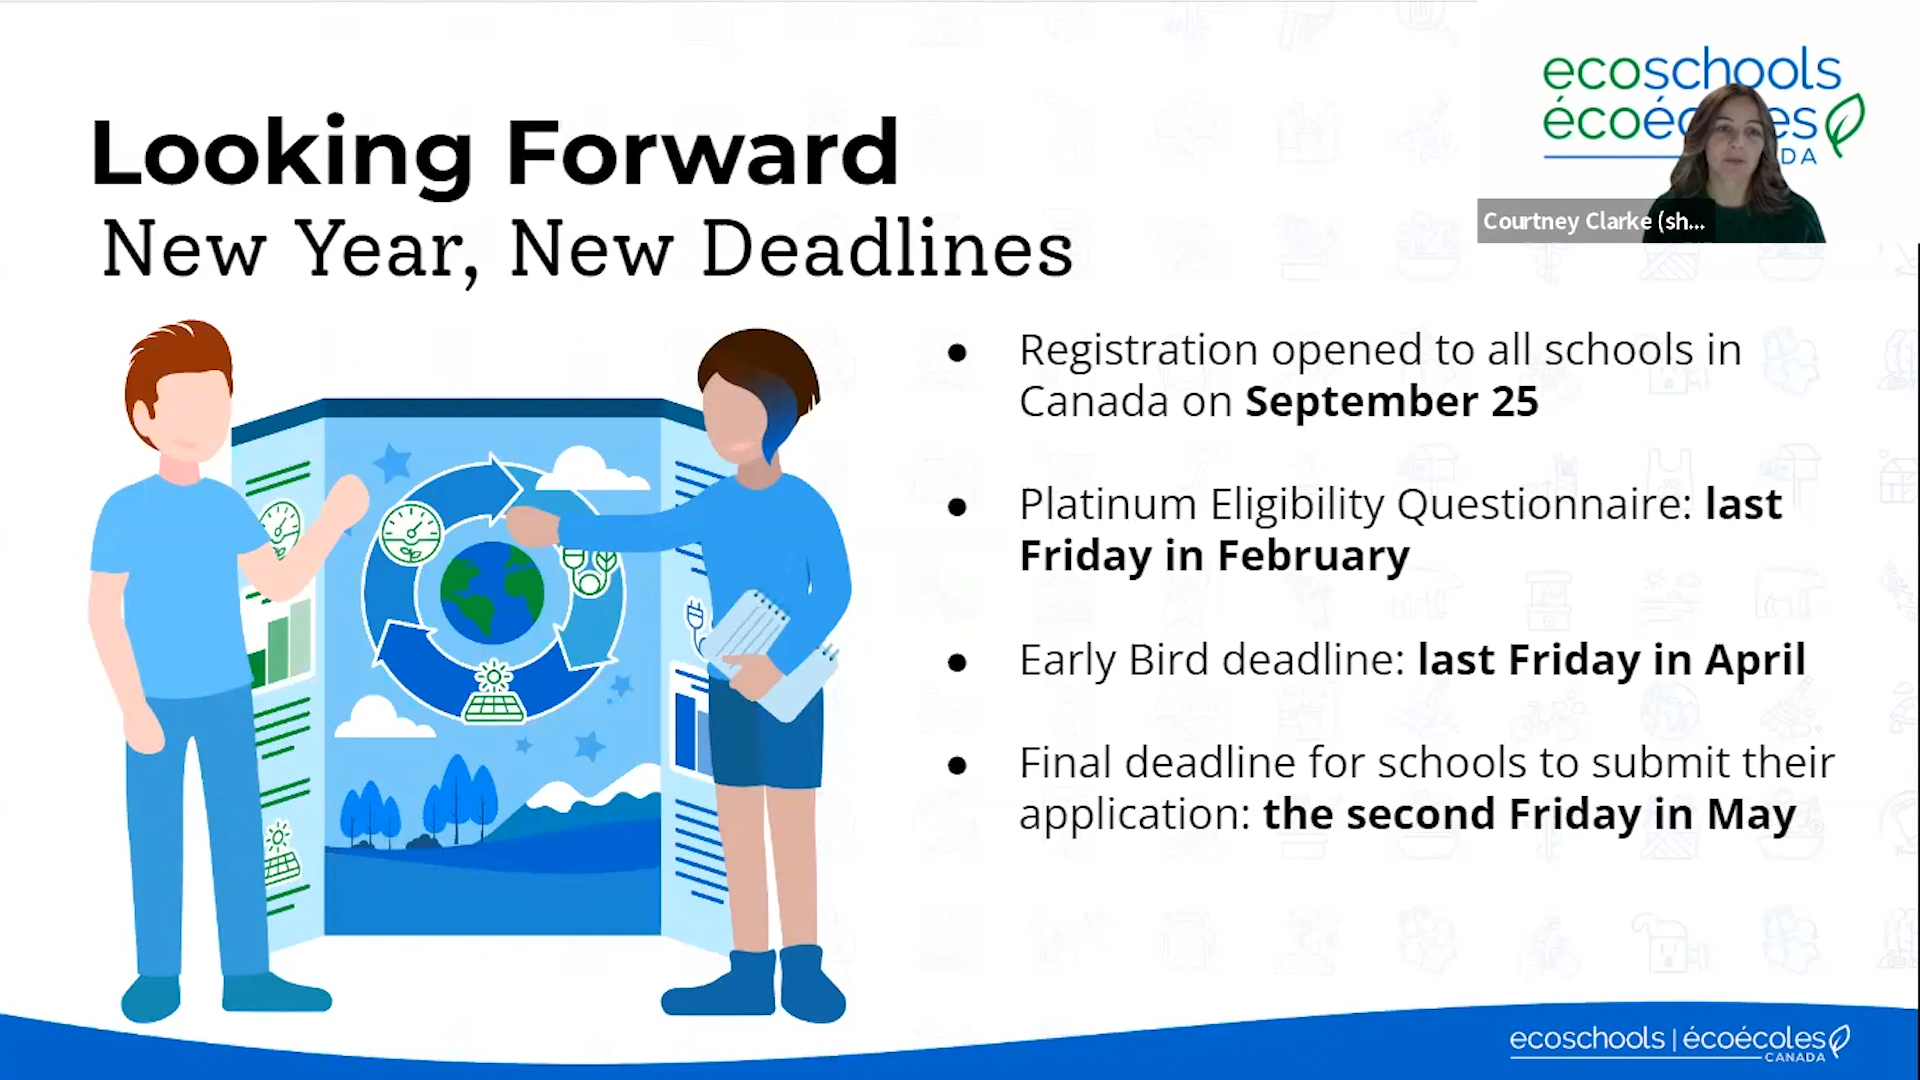 ecoschools
écoé es
DA
Courtney Clarke (sh...
Looking Forward
New Year, New Deadlines
● Registration opened to all schools in
Canada on September 25
● Platinum Eligibility Questionnaire: last
Friday in February
● Early Bird deadline: last Friday in April
● Final deadline for schools to submit their
application: the second Friday in May
ecoschools | écoécoles
CANADA